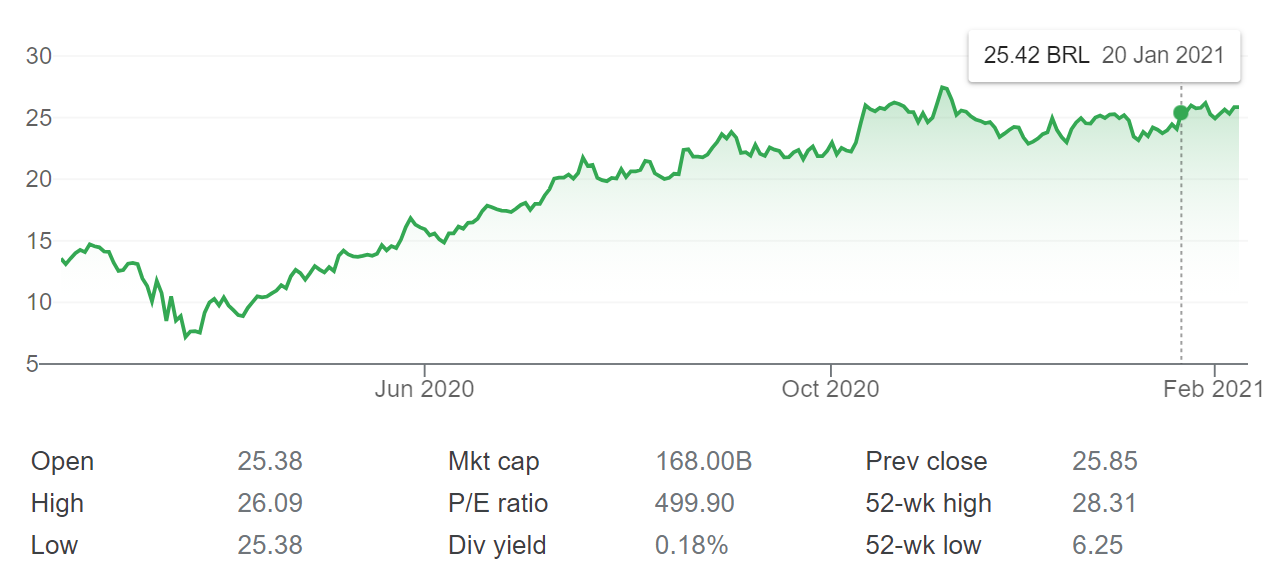 30
25.42 BRL 20 Jan 2021
25
20
15
10
5
Jun 2020 Oct 2020 Feb 2021
Open 25.38 Mkt cap 168.00B Prev close 25.85
High 26.09 P/E ratio 499.90 52-wk high 28.31
Low 25.38 Div yield 0.18% 52-wk low 6.25